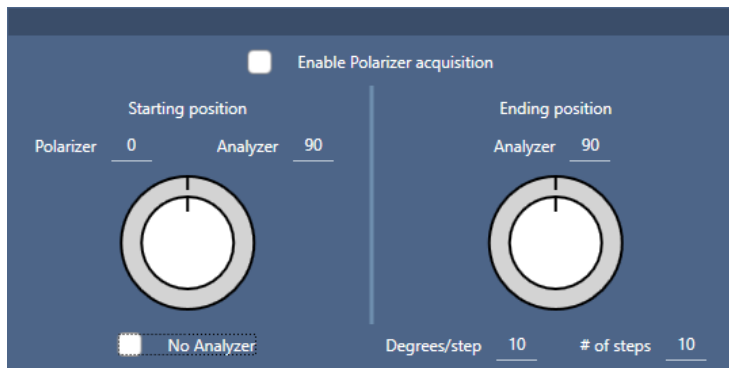 Enable Polarizer acquisition
Starting position
Polarizer 0 Analyzer 90
No Analyzer
Ending position
Analyzer 90
Degrees/step 10 # of steps 10